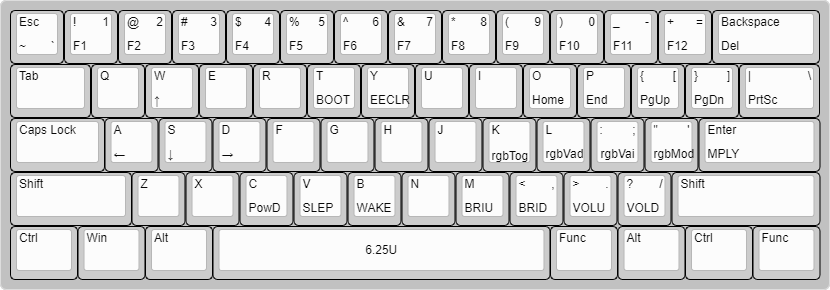 Esc ! 1 @ 2 # 3 $ 4 % 5 ^ 6 & 7 * 8 ( 9 ) 0 _ - + = Backspace
~ ` F1 F2 F3 F4 F5 F6 F7 F8 F9 F10 F11 F12 Del
Tab Q W E R T Y U I O P { [ } ] | \
↑ BOOT EECLR Home End PgUp PgDn PrtSc
Caps Lock A S D F G H J K L : ; " ' Enter
← ↓ → rgbTog rgbVad rgbVai rgbMod MPLY
Shift Z X C V B N M < , > . ? / Shift
PowD SLEP WAKE BRIU BRID VOLU VOLD
Ctrl Win Alt Func Alt Ctrl Func
6.25U